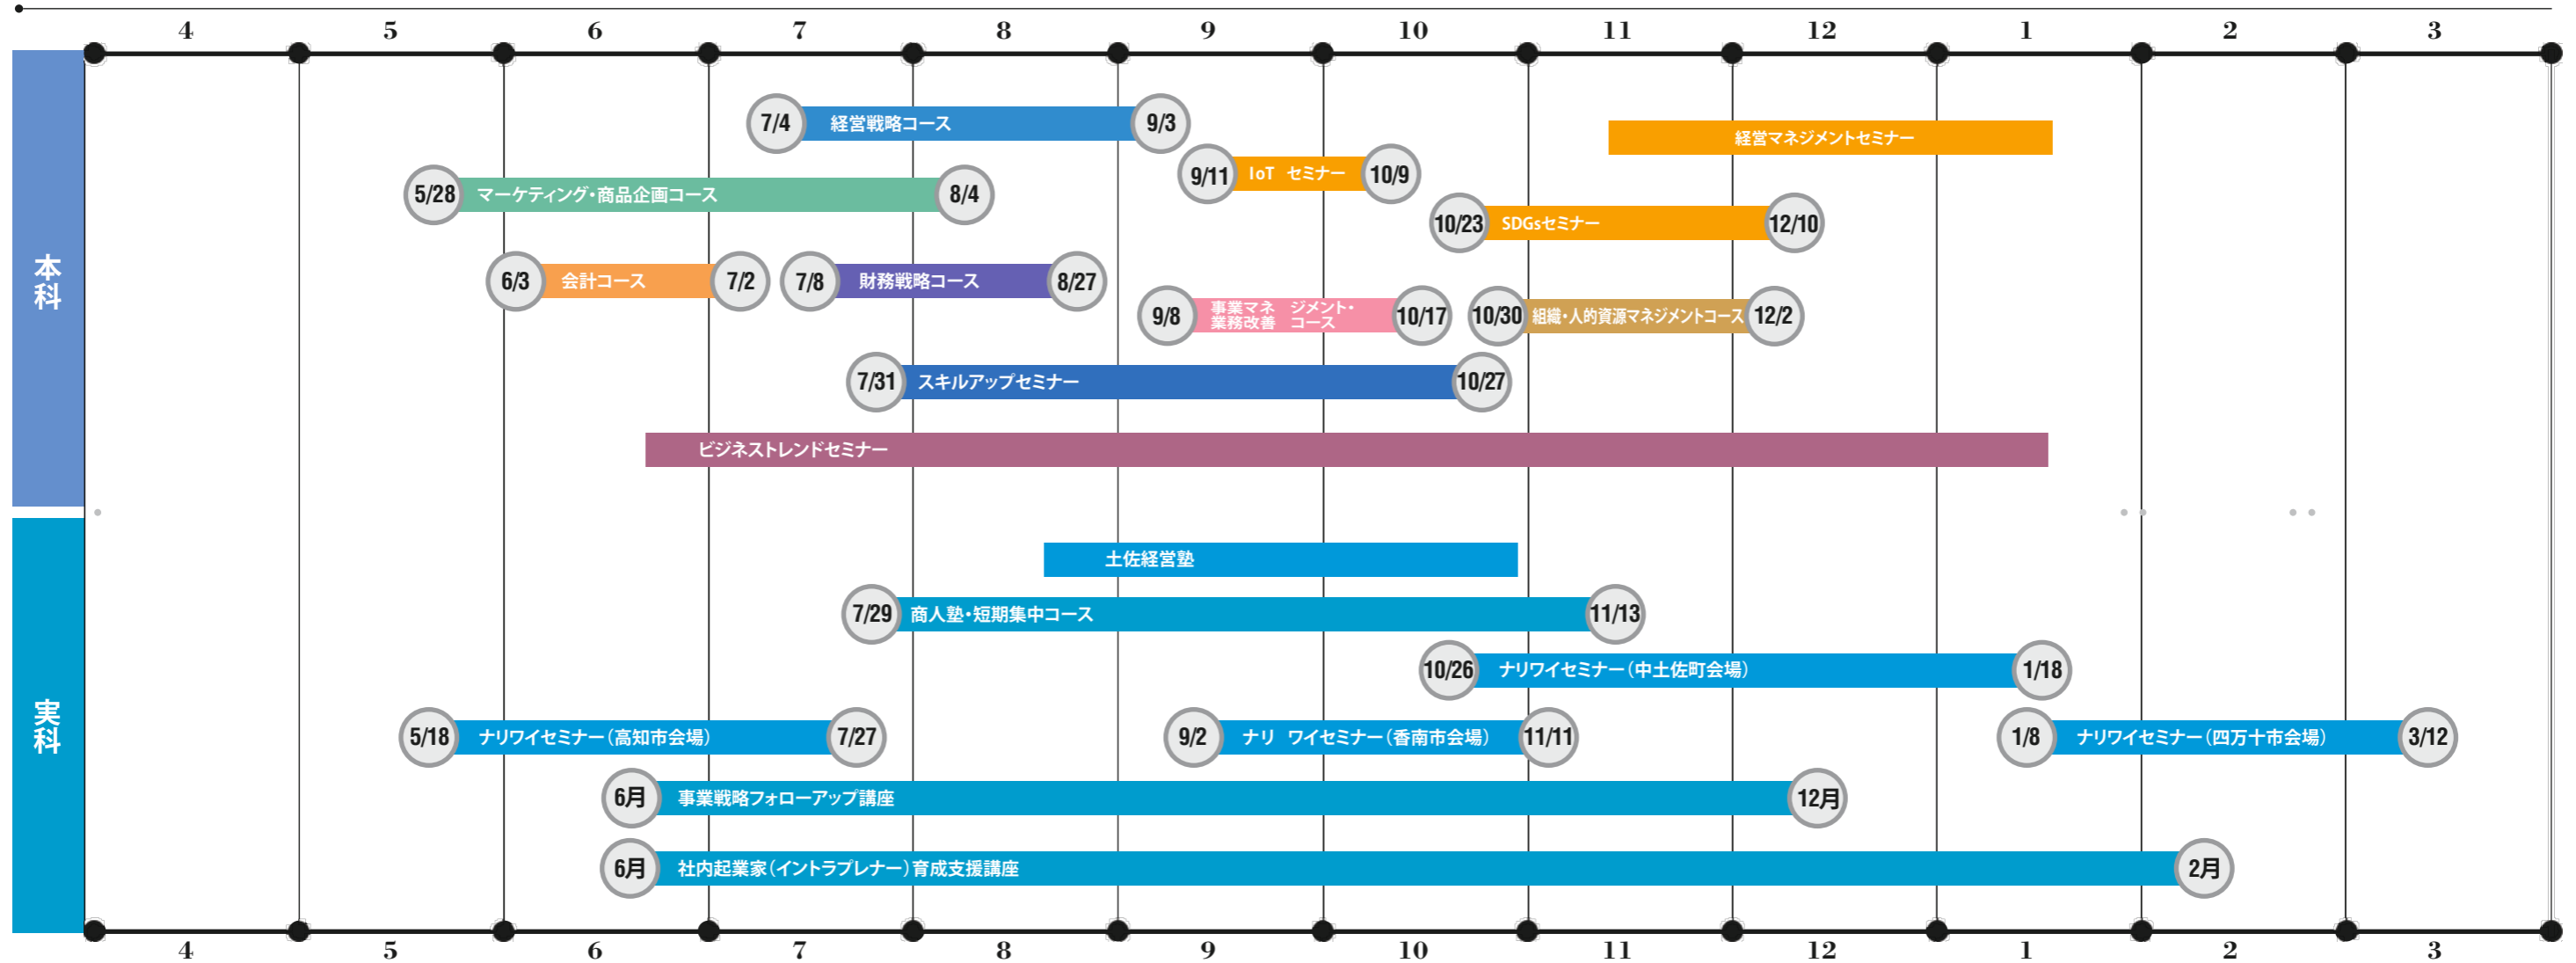 4 5 6 7 8 9 10 11 12 1 2 3
本科
7/4 経営戦略コース 9/3
経営マネジメントセミナー
9/11 IoT セミナー 10/9
5/28 マーケティング・商品企画コース 8/4
10/23 SDGsセミナー 12/10
6/3 会計コース 7/2
7/8 財務戦略コース 8/27
9/8 事業マネ ジメント・
業務改善 コース 10/17
10/30 組織・人的資源マネジメントコース 12/2
7/31 スキルアップセミナー 10/27
ビジネストレンドセミナー
実科
土佐経営塾
7/29 商人塾・短期集中コース 11/13
10/26 ナリワイセミナー（中土佐町会場） 1/18
5/18 ナリワイセミナー（高知市会場） 7/27
9/2 ナリ ワイセミナー（香南市会場） 11/11
1/8 ナリワイセミナー（四万十市会場） 3/12
6月 事業戦略フォローアップ講座 12月
6月 社内起業家（イントラプレナー）育成支援講座 2月
4 5 6 7 8 9 10 11 12 1 2 3